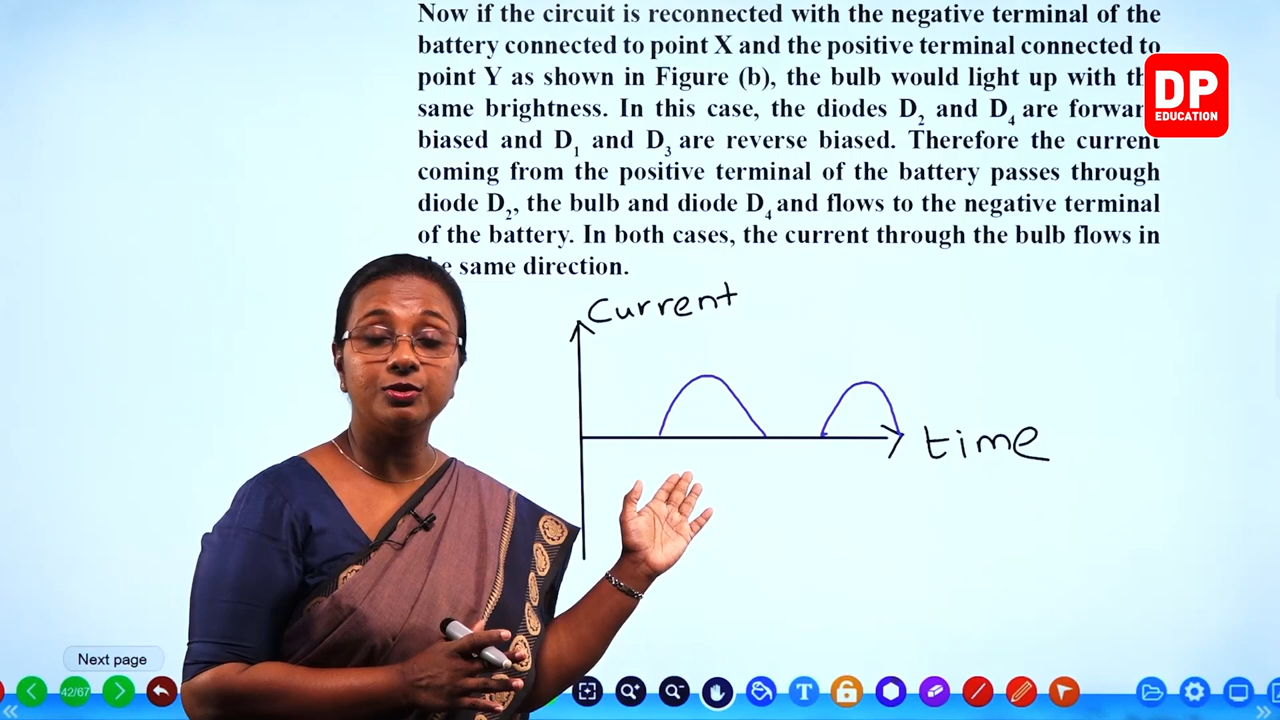 Now if the circuit is reconnected with the negative terminal of the
battery connected to point X and the positive terminal connected to
point Y as shown in Figure (b), the bulb would light up with th
same brightness. In this case, the diodes D₂ and D₄ are forwar
biased and D₁ and D₃ are reverse biased. Therefore the current
coming from the positive terminal of the battery passes through
diode D₂, the bulb and diode D₄ and flows to the negative terminal
of the battery. In both cases, the current through the bulb flows in
same direction.
DP
EDUCATION
Current
time
Next page
42/67
T